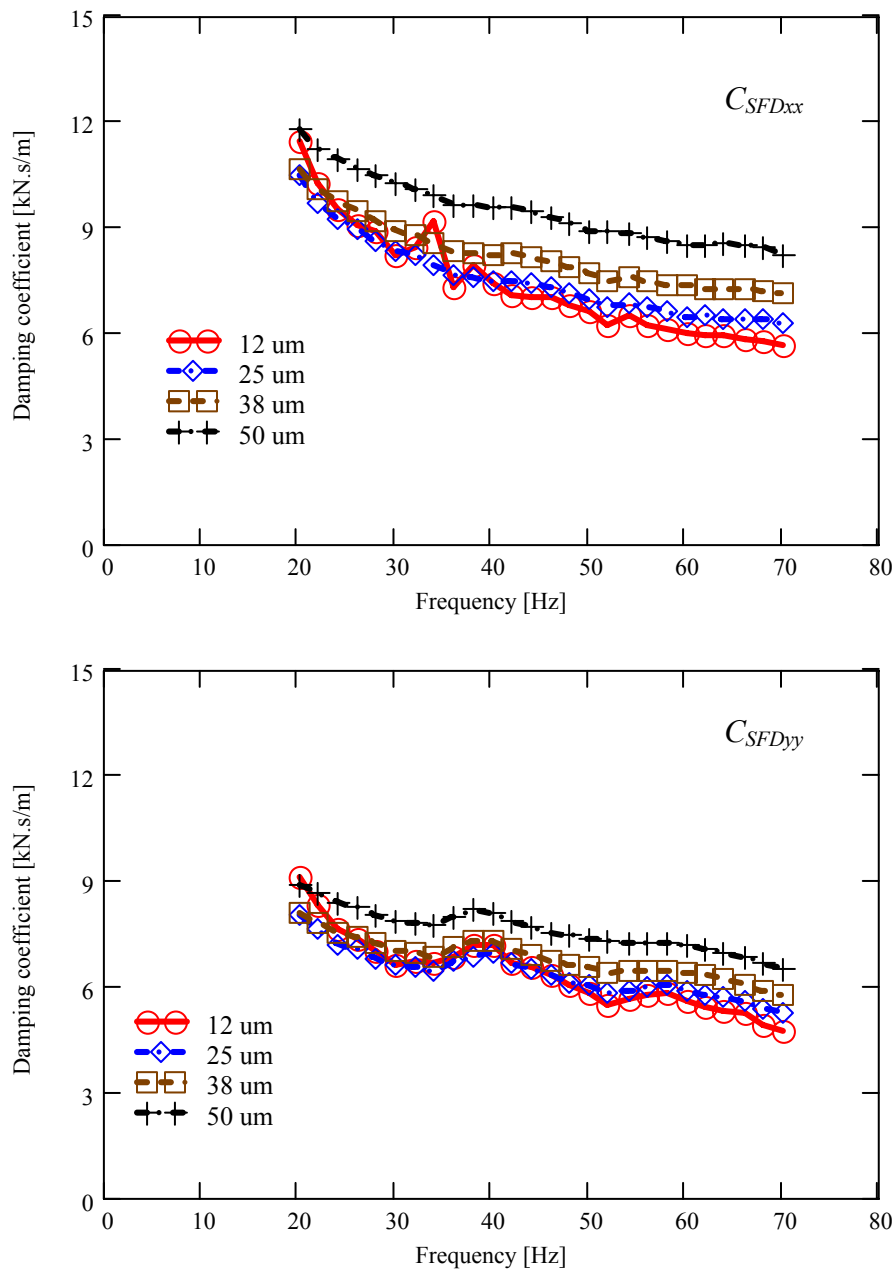 15
12
9
6
3
0
Damping coefficient [kN.s/m]
C_SFDxx
12 um
25 um
38 um
50 um
0 10 20 30 40 50 60 70 80
Frequency [Hz]
15
12
9
6
3
0
Damping coefficient [kN.s/m]
C_SFDyy
12 um
25 um
38 um
50 um
0 10 20 30 40 50 60 70 80
Frequency [Hz]